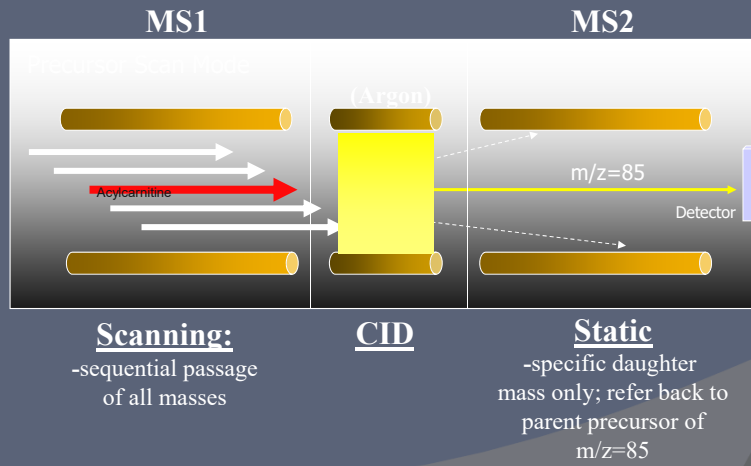 MS1
MS2
Precursor Scan Mode
(Argon)
Acylcarnitine
m/z=85
Detector
Scanning:
-sequential passage
of all masses
CID
Static
-specific daughter
mass only; refer back to
parent precursor of
m/z=85